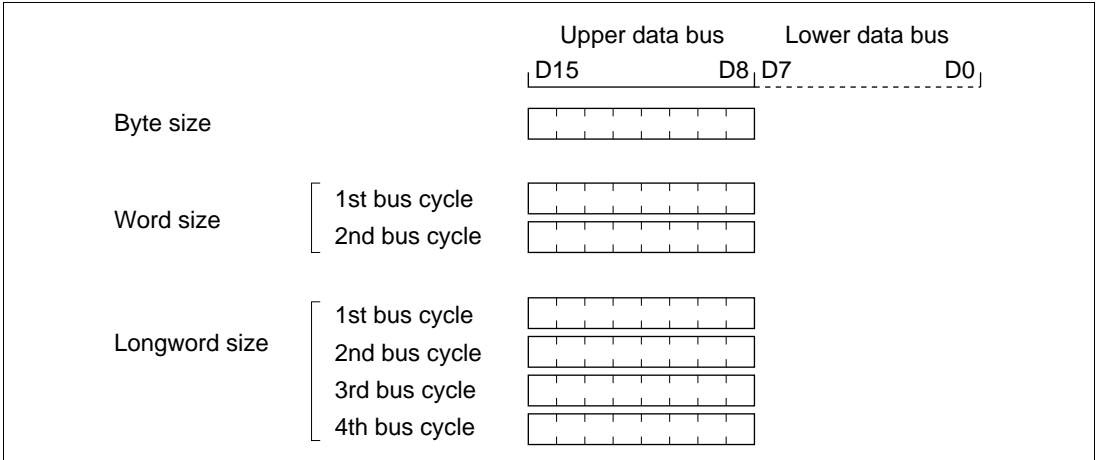 Upper data bus Lower data bus
D15 D8 D7 D0
Byte size
Word size
1st bus cycle
2nd bus cycle
Longword size
1st bus cycle
2nd bus cycle
3rd bus cycle
4th bus cycle